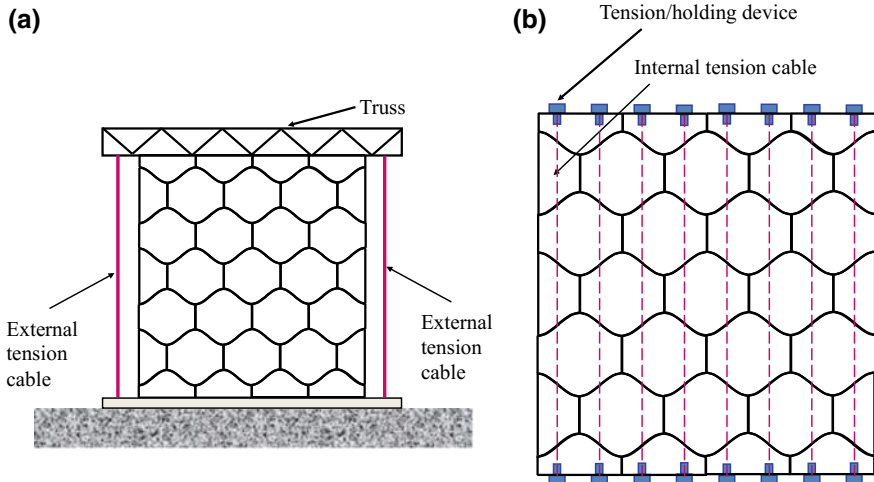 (a)
Truss
External
tension
cable
External
tension
cable
(b)
Tension/holding device
Internal tension cable